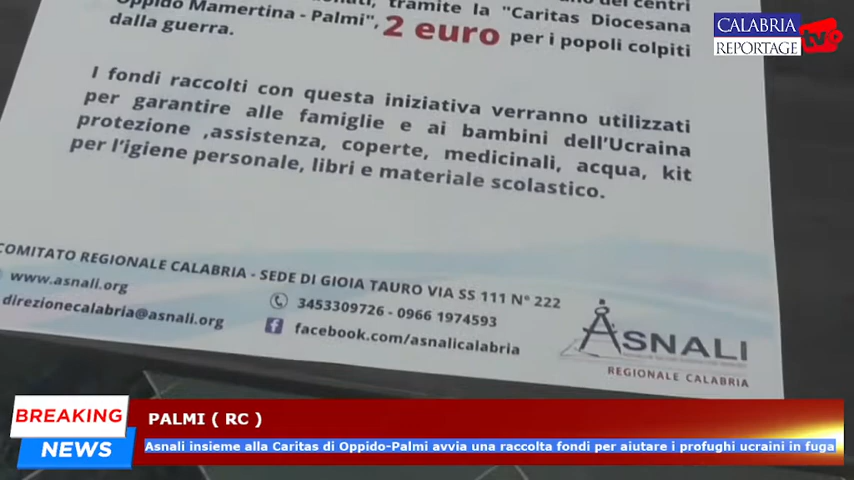 tramite la "Caritas Diocesana
Oppido Mamertina - Palmi", 2 euro per i popoli colpiti
dalla guerra.
I fondi raccolti con questa iniziativa verranno utilizzati
per garantire alle famiglie e ai bambini dell'Ucraina
protezione ,assistenza, coperte, medicinali, acqua, kit
per l'igiene personale, libri e materiale scolastico.
COMITATO REGIONALE CALABRIA - SEDE DI GIOIA TAURO VIA SS 111 N° 222
www.asnali.org
3453309726 - 0966 1974593
direzionecalabria@asnali.org
facebook.com/asnalicalabria
ASNALI
REGIONALE CALABRIA
CALABRIA
REPORTAGE
tv
BREAKING
NEWS
PALMI ( RC )
Asnali insieme alla Caritas di Oppido-Palmi avvia una raccolta fondi per aiutare i profughi ucraini in fuga